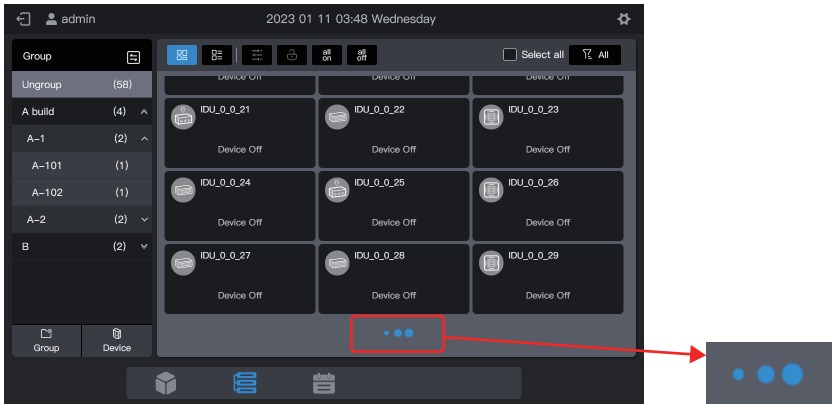 admin
2023 01 11 03:48 Wednesday
Group
all on
all off
Select all
All
Ungroup (58)
A build (4)
A-1 (2)
A-101 (1)
A-102 (1)
A-2 (2)
B (2)
Device Off Device Off Device Off
IDU_0_0_21 IDU_0_0_22 IDU_0_0_23
Device Off Device Off Device Off
IDU_0_0_24 IDU_0_0_25 IDU_0_0_26
Device Off Device Off Device Off
IDU_0_0_27 IDU_0_0_28 IDU_0_0_29
Device Off Device Off Device Off
Group Device